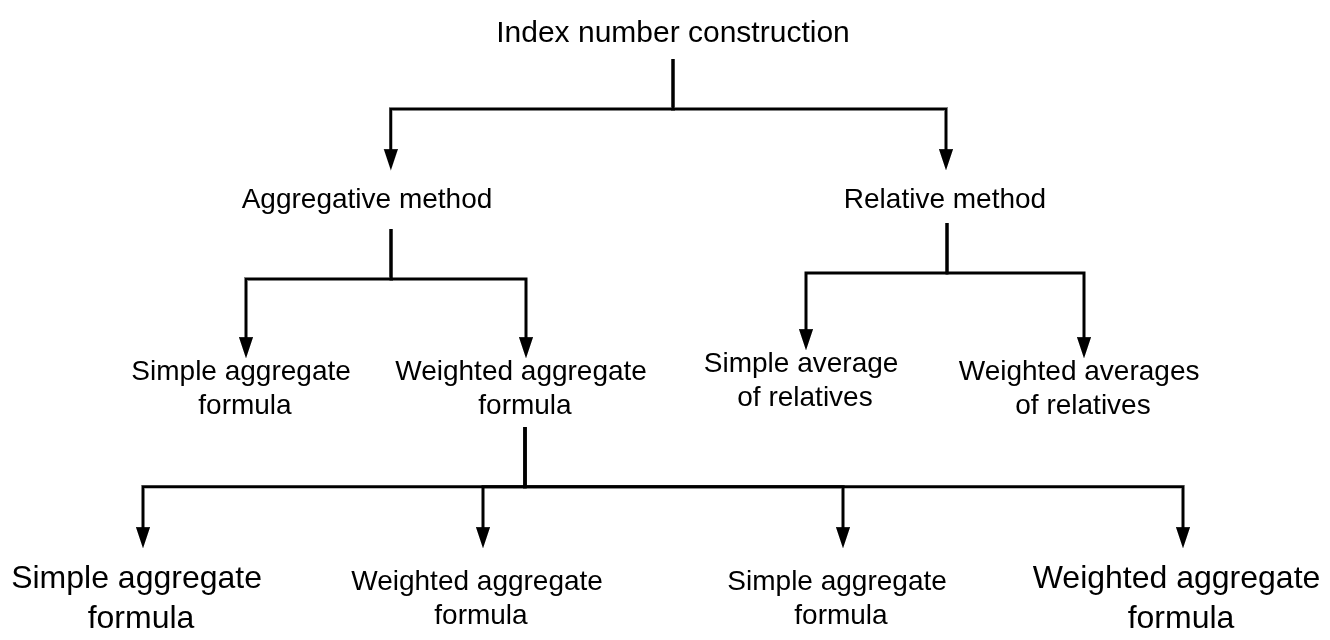 Index number construction
Aggregative method
Relative method
Simple aggregate
formula
Weighted aggregate
formula
Simple average
of relatives
Weighted averages
of relatives
Simple aggregate
formula
Weighted aggregate
formula
Simple aggregate
formula
Weighted aggregate
formula